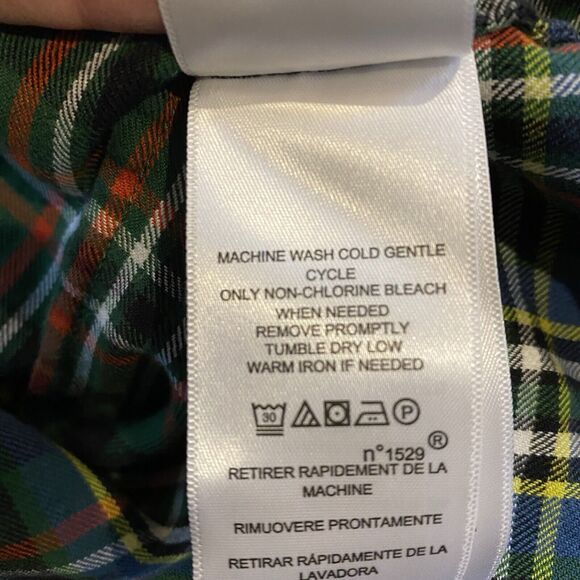 MACHINE WASH COLD GENTLE
CYCLE
ONLY NON-CHLORINE BLEACH
WHEN NEEDED
REMOVE PROMPTLY
TUMBLE DRY LOW
WARM IRON IF NEEDED
30 P
n°1529 ®
RETIRER RAPIDEMENT DE LA
MACHINE
RIMUOVERE PRONTAMENTE
RETIRAR RÁPIDAMENTE DE LA
LAVADORA